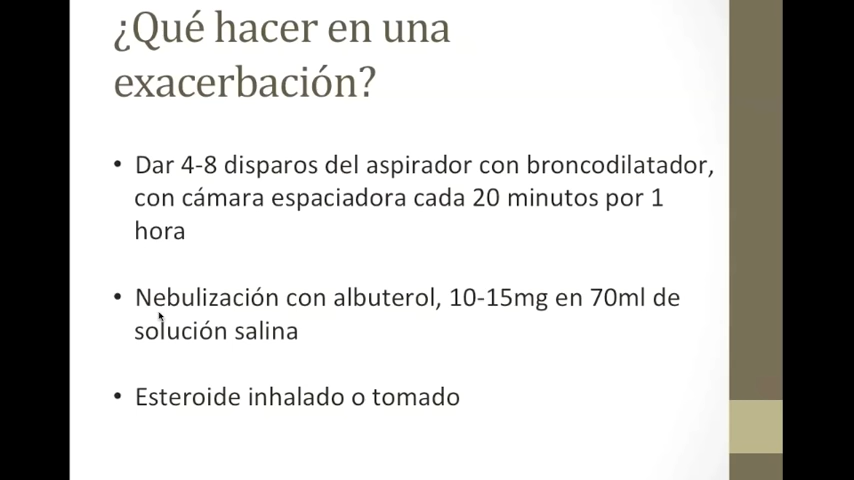 ¿Qué hacer en una
exacerbación?
• Dar 4-8 disparos del aspirador con broncodilatador,
con cámara espaciadora cada 20 minutos por 1
hora
• Nebulización con albuterol, 10-15mg en 70ml de
solución salina
• Esteroide inhalado o tomado